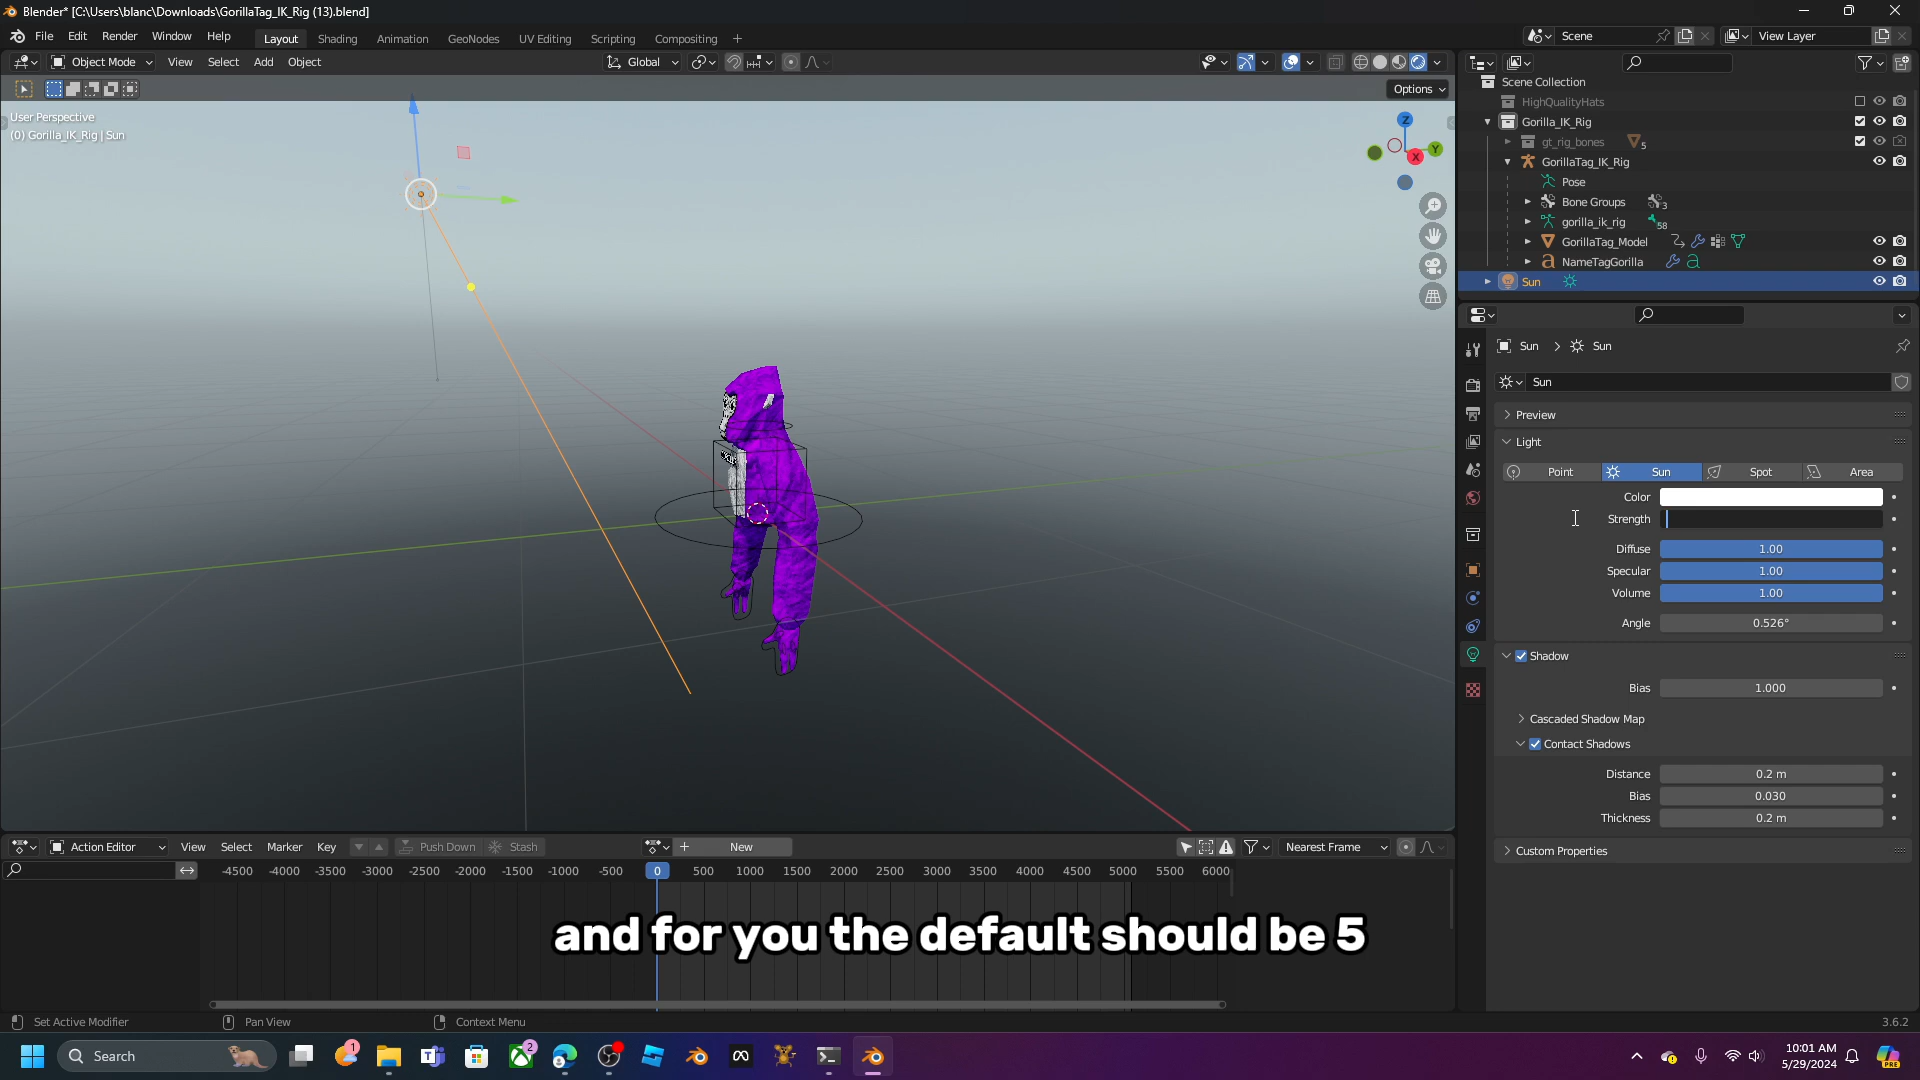 Blender* [C:\Users\blanc\Downloads\GorillaTag_IK_Rig (13).blend]
File Edit Render Window Help Layout Shading Animation GeoNodes UV Editing Scripting Compositing + Scene View Layer
Object Mode View Select Add Object Global
Options
User Perspective
(0) Gorilla_IK_Rig | Sun
Z
Y
X
Scene Collection
HighQualityHats
Gorilla_IK_Rig
gt_rig_bones 5
GorillaTag_IK_Rig
Pose
Bone Groups 3
gorilla_ik_rig 58
GorillaTag_Model
NameTagGorilla
Sun
Sun > Sun
Sun
Preview
Light
Point Sun Spot Area
Color
Strength
Diffuse 1.00
Specular 1.00
Volume 1.00
Angle 0.526°
Shadow
Bias 1.000
Cascaded Shadow Map
Contact Shadows
Distance 0.2 m
Bias 0.030
Thickness 0.2 m
Custom Properties
Action Editor View Select Marker Key Push Down Stash + New Nearest Frame
-4500 -4000 -3500 -3000 -2500 -2000 -1500 -1000 -500 0 500 1000 1500 2000 2500 3000 3500 4000 4500 5000 5500 6000
and for you the default should be 5
Set Active Modifier Pan View Context Menu 3.6.2
Search 1 2 PRE
10:01 AM
5/29/2024